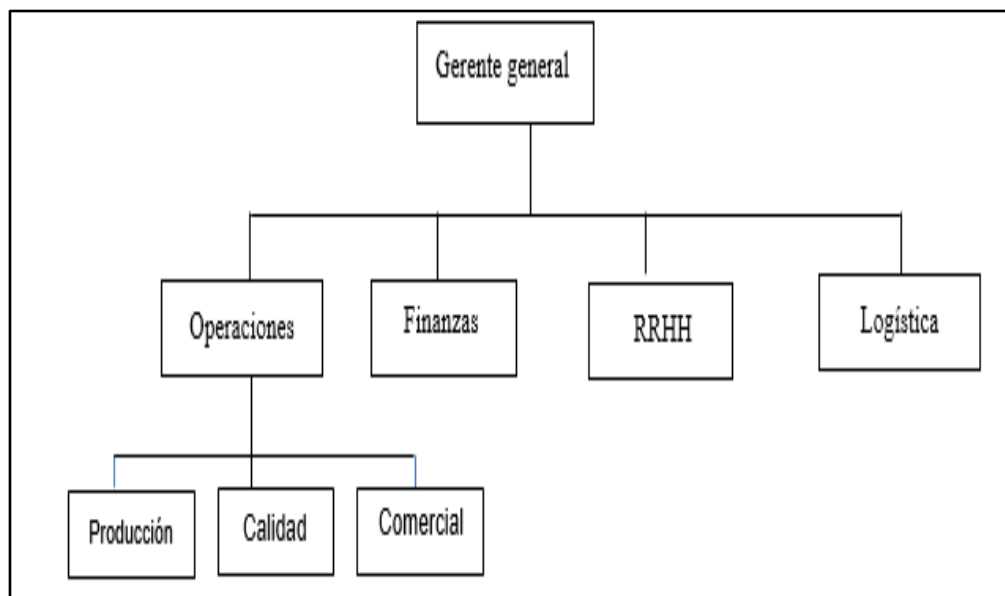 Gerente general
Operaciones
Finanzas
RRHH
Logística
Producción
Calidad
Comercial